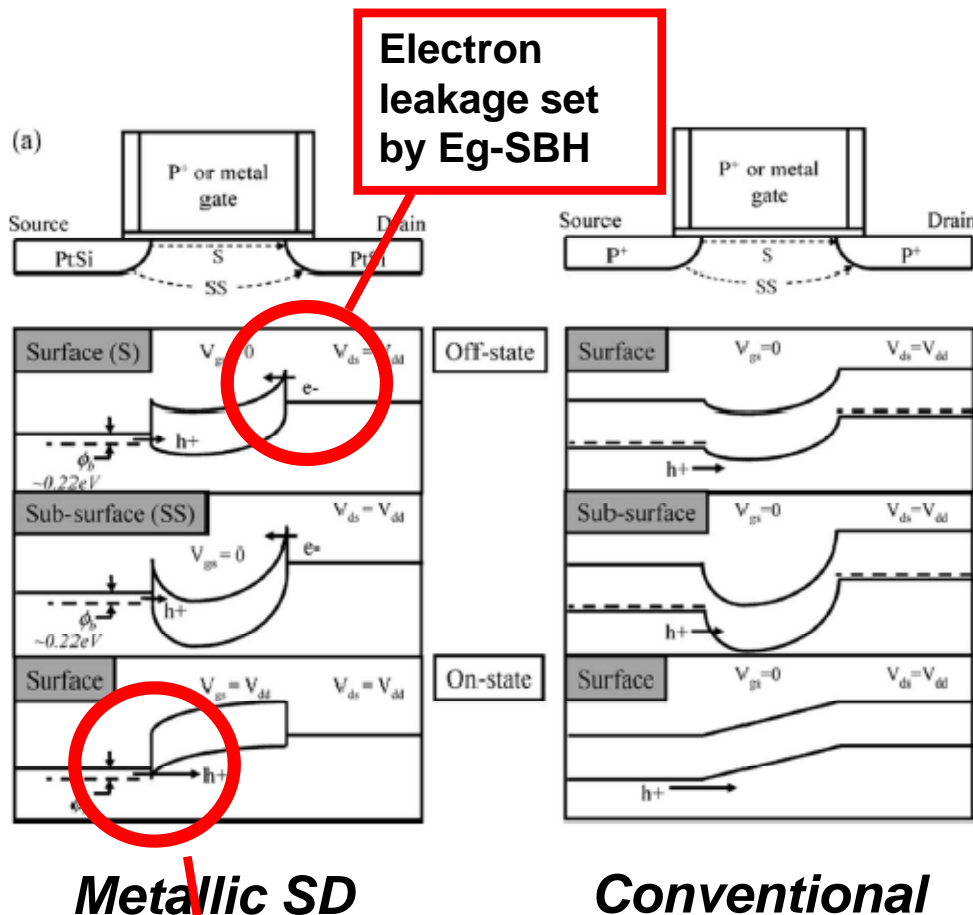 Electron
leakage set
by Eg-SBH
(a)
P+ or metal
gate
Source
Drain
PtSi
S
PtSi
SS
P+ or metal
gate
Source
Drain
P+
S
P+
SS
Surface (S)
Vgs = 0
Vds = Vdd
e-
h+
ϕb
~0.22eV
Off-state
Surface
Vgs=0
Vds=Vdd
h+
Sub-surface (SS)
Vds = Vdd
Vgs = 0
e-
h+
ϕb
~0.22eV
Sub-surface
Vgs=0
Vds=Vdd
h+
Surface
Vgs = Vdd
Vds = Vdd
h+
On-state
Surface
Vgs=0
Vds=Vdd
h+
Metallic SD
Conventional